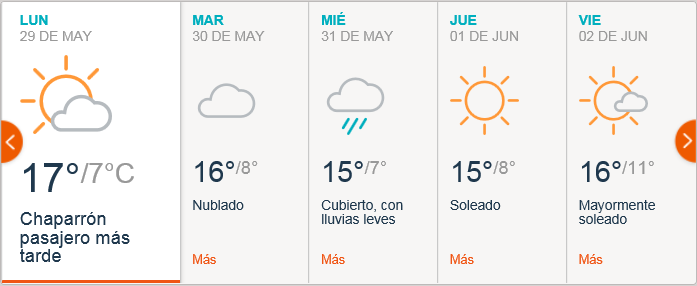 LUN
29 DE MAY
17°/7°C
Chaparrón
pasajero más
tarde
MAR
30 DE MAY
16°/8°
Nublado
Más
MIÉ
31 DE MAY
15°/7°
Cubierto, con
lluvias leves
Más
JUE
01 DE JUN
15°/8°
Soleado
Más
VIE
02 DE JUN
16°/11°
Mayormente
soleado
Más